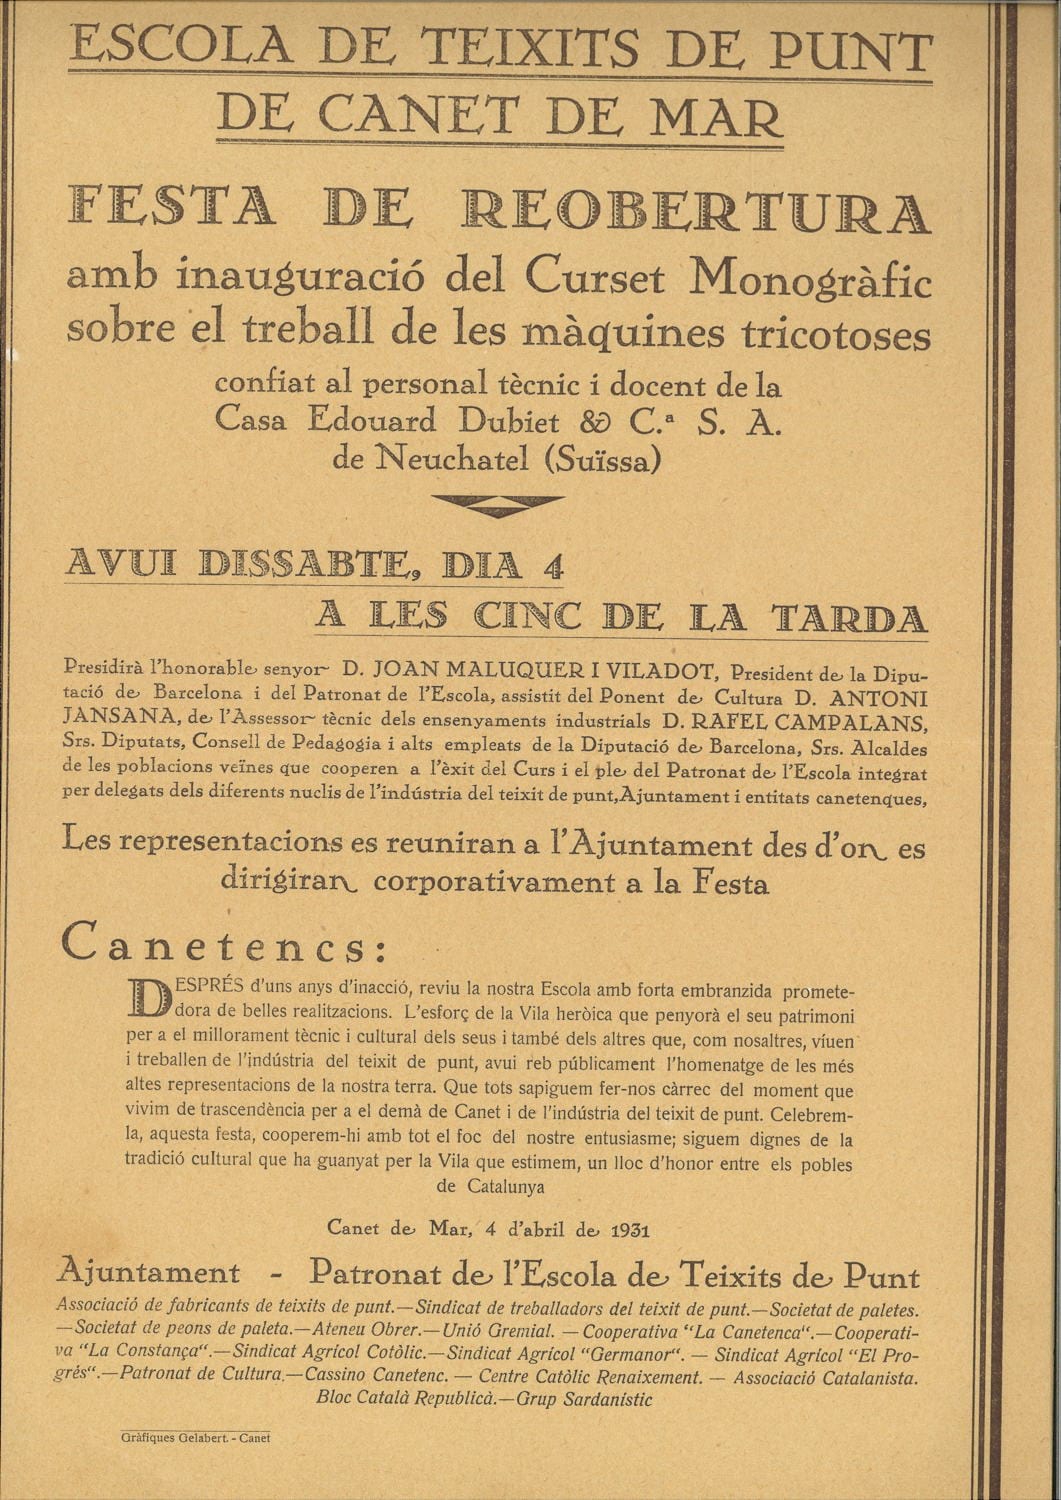 ESCOLA DE TEIXITS DE PUNT
DE CANET DE MAR
FESTA DE REOBERTURA
amb inauguració del Curset Monogràfic
sobre el treball de les màquines tricotoses
confiat al personal tècnic i docent de la
Casa Edouard Dubiet & C.ª S. A.
de Neuchatel (Suïssa)
AVUI DISSABTE, DIA 4
A LES CINC DE LA TARDA
Presidirà l'honorable senyor D. JOAN MALUQUER I VILADOT, President de la Dipu-
tació de Barcelona i del Patronat de l'Escola, assistit del Ponent de Cultura D. ANTONI
JANSANA, de l'Assessor tècnic dels ensenyaments industrials D. RAFEL CAMPALANS,
Srs. Diputats, Consell de Pedagogia i alts empleats de la Diputació de Barcelona, Srs. Alcaldes
de les poblacions veïnes que cooperen a l'èxit del Curs i el ple del Patronat de l'Escola integrat
per delegats dels diferents nuclis de l'indústria del teixit de punt, Ajuntament i entitats canetenques,
Les representacions es reuniran a l'Ajuntament des d'on es
dirigiran corporativament a la Festa
Canetencs:
DESPRÉS d'uns anys d'inacció, reviu la nostra Escola amb forta embranzida promete-
dora de belles realitzacions. L'esforç de la Vila heròica que penyorà el seu patrimoni
per a el millorament tècnic i cultural dels seus i també dels altres que, com nosaltres, víuen
i treballen de l'indústria del teixit de punt, avui reb públicament l'homenatge de les més
altes representacions de la nostra terra. Que tots sapiguem fer-nos càrrec del moment que
vivim de trascendència per a el demà de Canet i de l'indústria del teixit de punt. Celebrem-
la, aquesta festa, cooperem-hi amb tot el foc del nostre entusiasme; siguem dignes de la
tradició cultural que ha guanyat per la Vila que estimem, un lloc d'honor entre els pobles
de Catalunya
Canet de Mar, 4 d'abril de 1931
Ajuntament - Patronat de l'Escola de Teixits de Punt
Associació de fabricants de teixits de punt.—Sindicat de treballadors del teixit de punt.—Societat de paletes.
—Societat de peons de paleta.—Ateneu Obrer.—Unió Gremial. — Cooperativa "La Canetenca".—Cooperati-
va "La Constança".—Sindicat Agrícol Cotòlic.—Sindicat Agrícol "Germanor". — Sindicat Agrícol "El Pro-
grés".—Patronat de Cultura.—Cassino Canetenc. — Centre Catòlic Renaixement. — Associació Catalanista.
Bloc Català Republicà.—Grup Sardanístic
Gràfiques Gelabert. - Canet